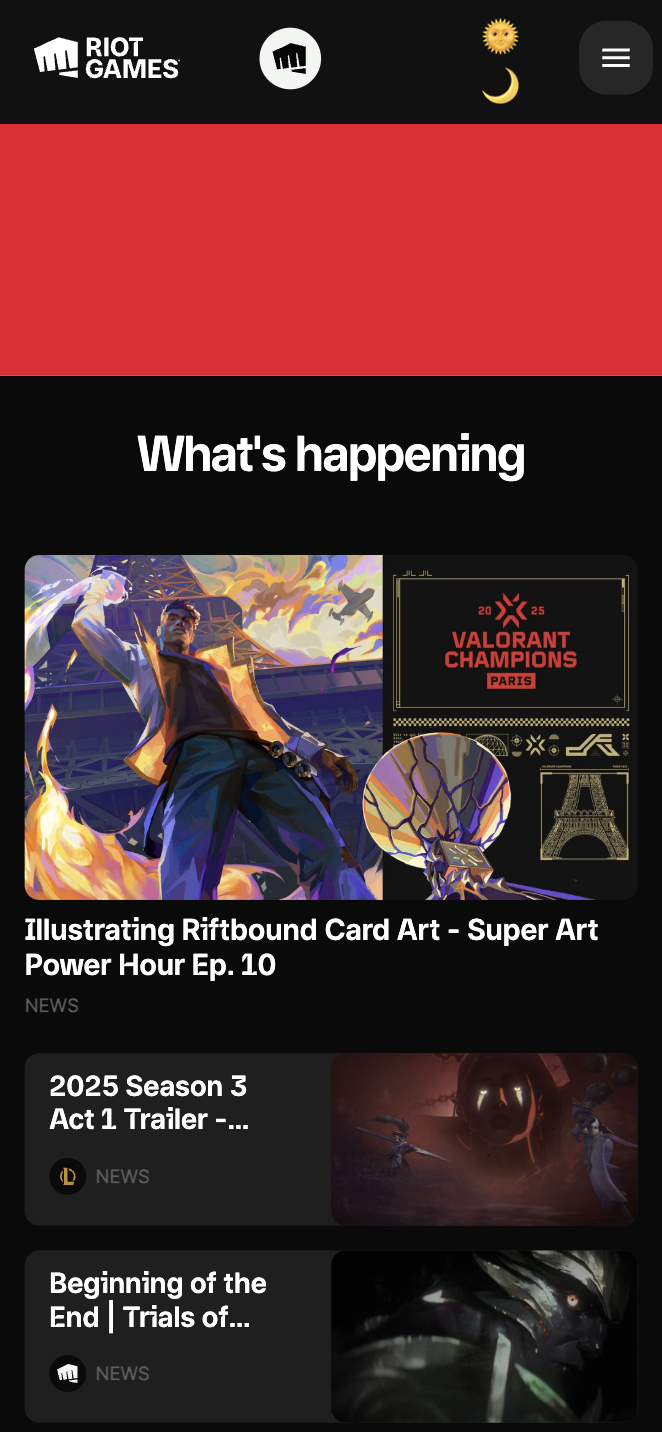 RIOT
GAMES
What's happening
20 25
VALORANT
CHAMPIONS
PARIS
Illustrating Riftbound Card Art - Super Art
Power Hour Ep. 10
NEWS
2025 Season 3
Act 1 Trailer -...
NEWS
Beginning of the
End | Trials of...
NEWS